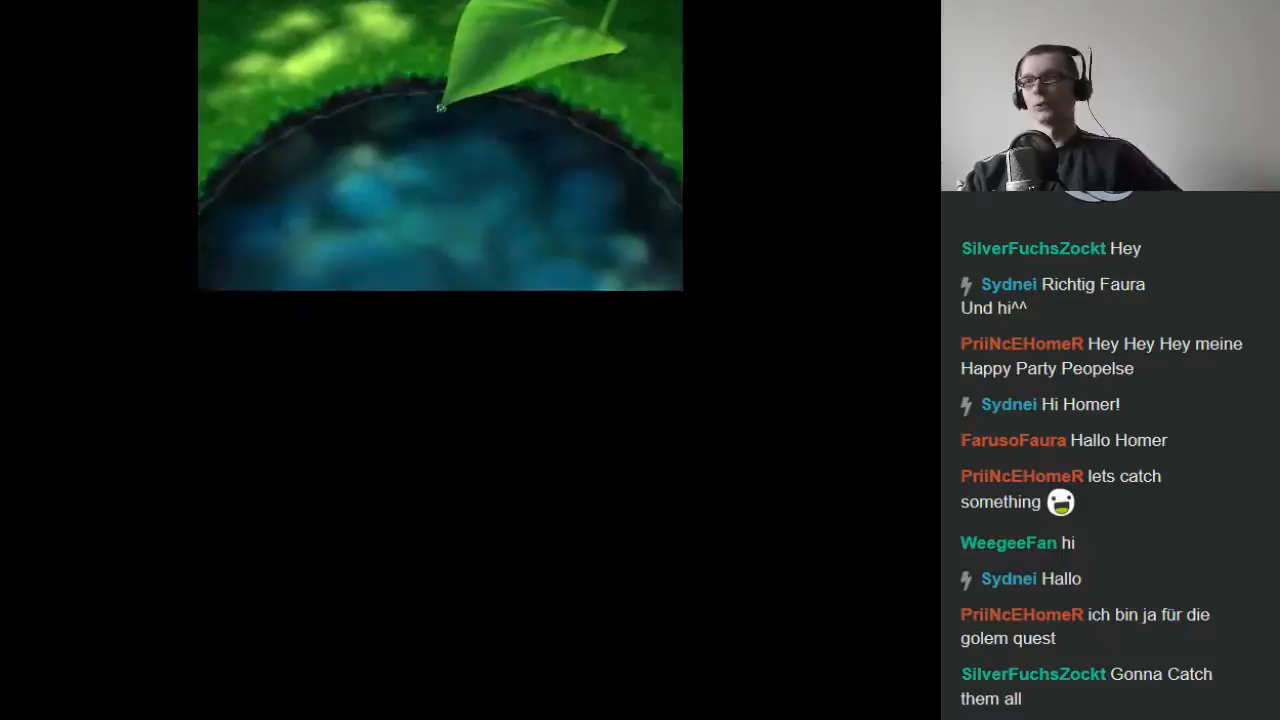 SilverFuchsZockt Hey
Sydnei Richtig Faura
Und hi^^
PriiNcEHomeR Hey Hey Hey meine
Happy Party Peopelse
Sydnei Hi Homer!
FarusoFaura Hallo Homer
PriiNcEHomeR lets catch
something
WeegeeFan hi
Sydnei Hallo
PriiNcEHomeR ich bin ja für die
golem quest
SilverFuchsZockt Gonna Catch
them all